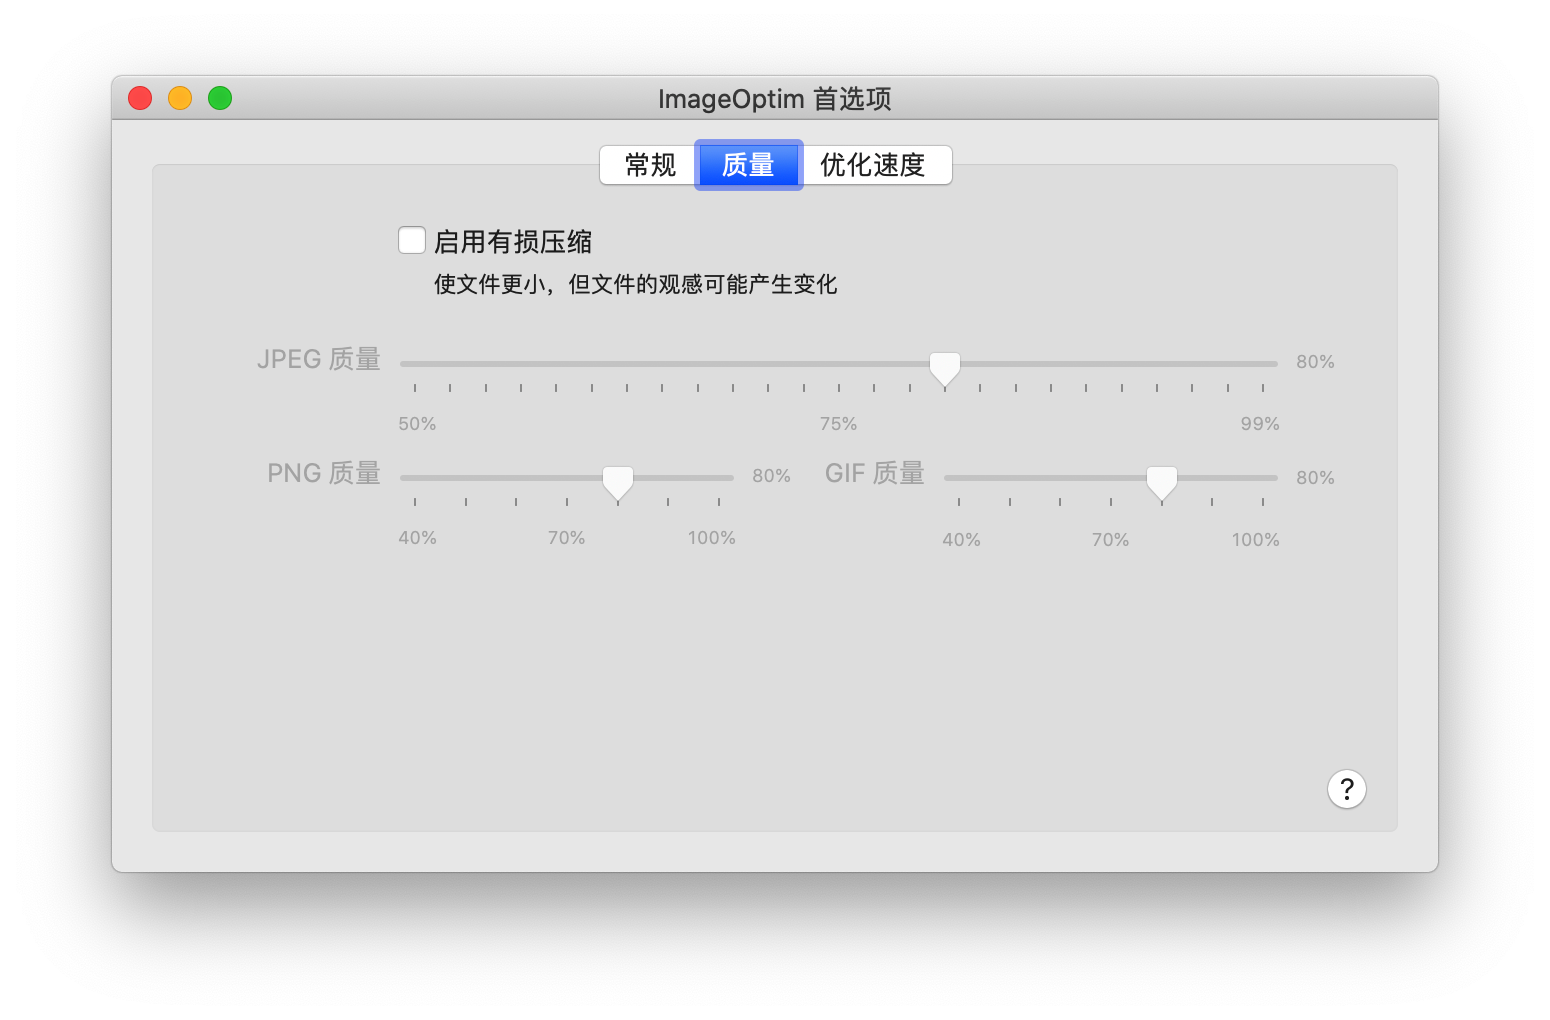 ImageOptim 首选项
常规 质量 优化速度
启用有损压缩
使文件更小，但文件的观感可能产生变化
JPEG 质量 80%
50% 75% 99%
PNG 质量 80% GIF 质量 80%
40% 70% 100% 40% 70% 100%
?